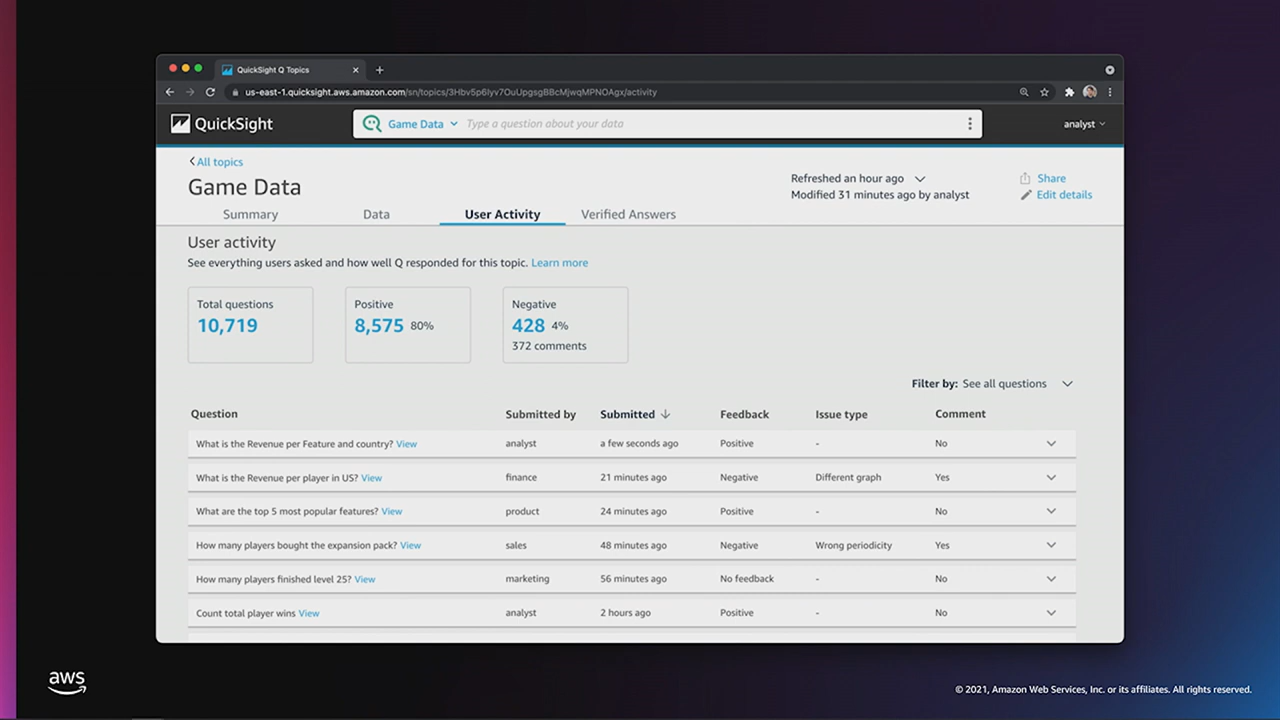 QuickSight Q Topics
us-east-1.quicksight.aws.amazon.com/sn/topics/3Hbv5p6lyv7OuUpgsgBBcMjwqMPNOAgx/activity
QuickSight Game Data Type a question about your data analyst
All topics
Game Data
Refreshed an hour ago Share
Modified 31 minutes ago by analyst Edit details
Summary Data User Activity Verified Answers
User activity
See everything users asked and how well Q responded for this topic. Learn more
Total questions Positive Negative
10,719 8,575 80% 428 4%
372 comments
Filter by: See all questions
Question Submitted by Submitted Feedback Issue type Comment
What is the Revenue per Feature and country? View analyst a few seconds ago Positive - No
What is the Revenue per player in US? View finance 21 minutes ago Negative Different graph Yes
What are the top 5 most popular features? View product 24 minutes ago Positive - No
How many players bought the expansion pack? View sales 48 minutes ago Negative Wrong periodicity Yes
How many players finished level 25? View marketing 56 minutes ago No feedback - No
Count total player wins View analyst 2 hours ago Positive - No
aws
© 2021, Amazon Web Services, Inc. or its affiliates. All rights reserved.